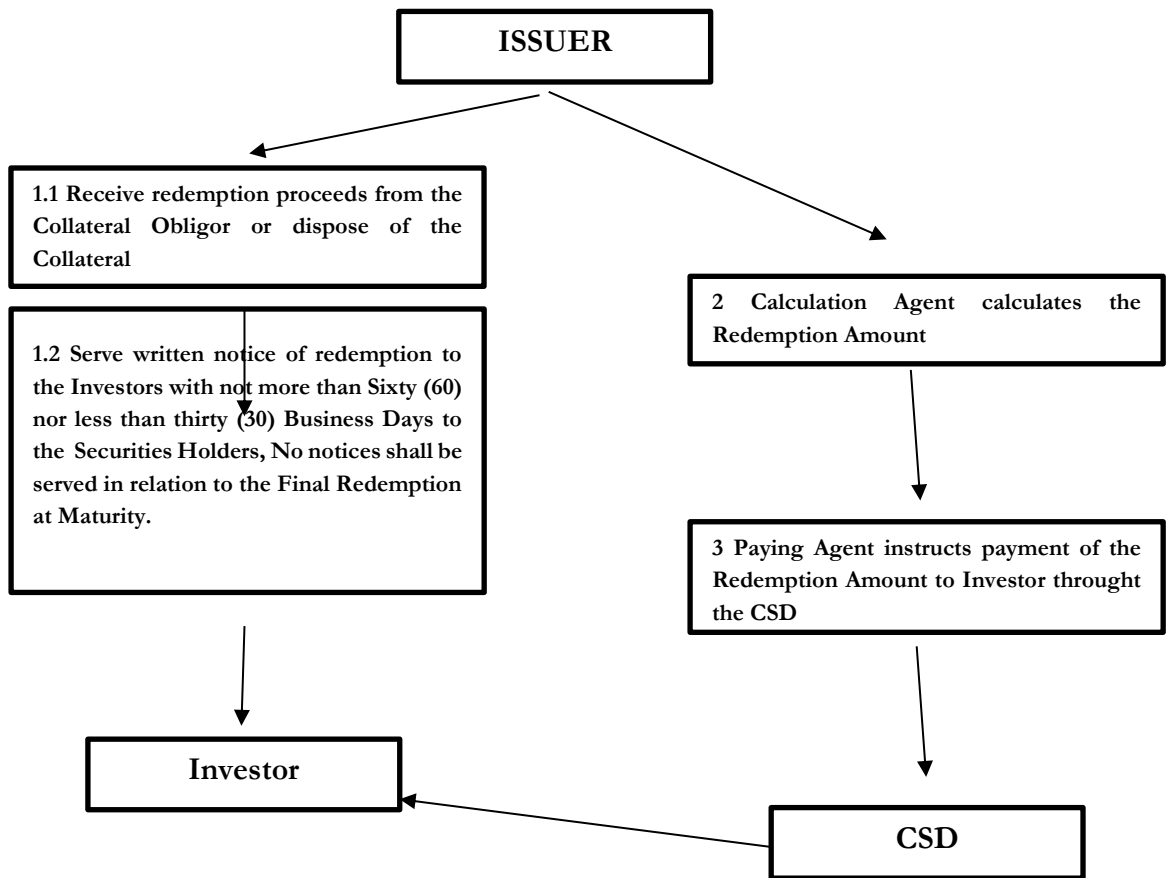 ISSUER
1.1 Receive redemption proceeds from the
Collateral Obligor or dispose of the
Collateral
1.2 Serve written notice of redemption to
the Investors with not more than Sixty (60)
nor less than thirty (30) Business Days to
the Securities Holders, No notices shall be
served in relation to the Final Redemption
at Maturity.
2 Calculation Agent calculates the
Redemption Amount
3 Paying Agent instructs payment of the
Redemption Amount to Investor throught
the CSD
Investor
CSD